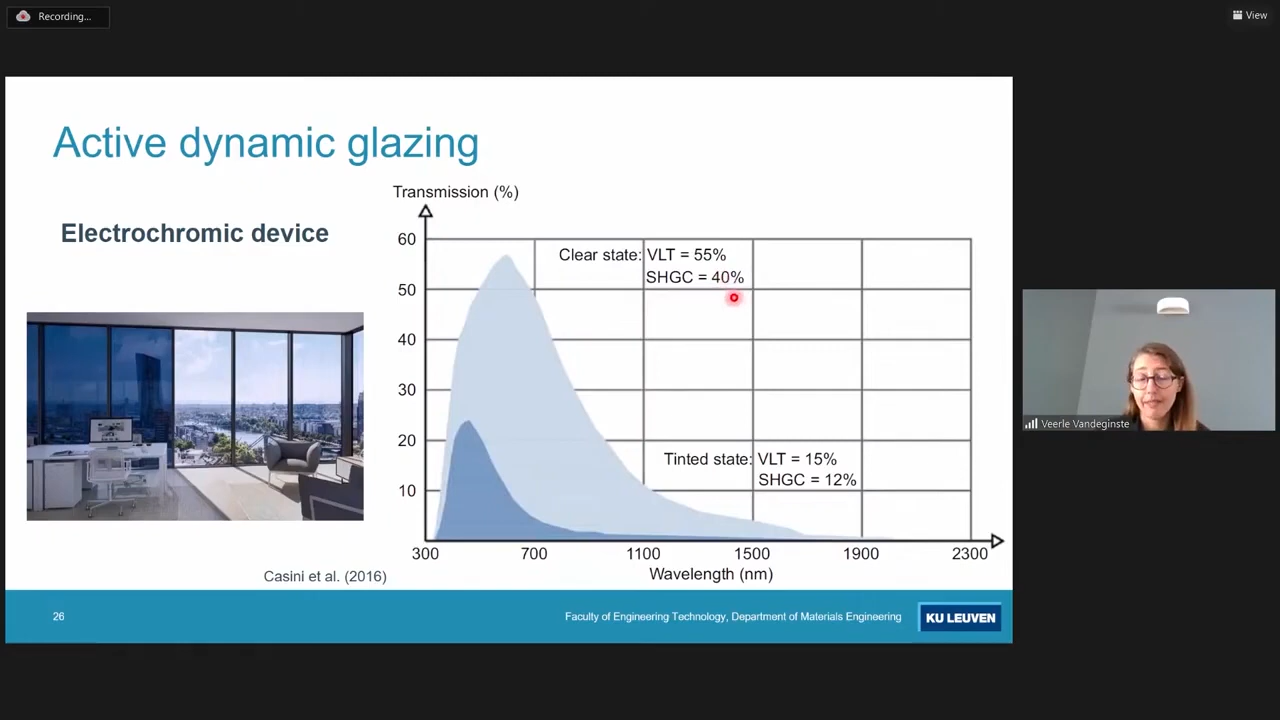 Recording...
View
Active dynamic glazing
Electrochromic device
Transmission (%)
60
50
40
30
20
10
Clear state: VLT = 55%
SHGC = 40%
Tinted state: VLT = 15%
SHGC = 12%
300 700 1100 1500 1900 2300
Wavelength (nm)
Casini et al. (2016)
26
Faculty of Engineering Technology, Department of Materials Engineering
KU LEUVEN
Veerle Vandeginste